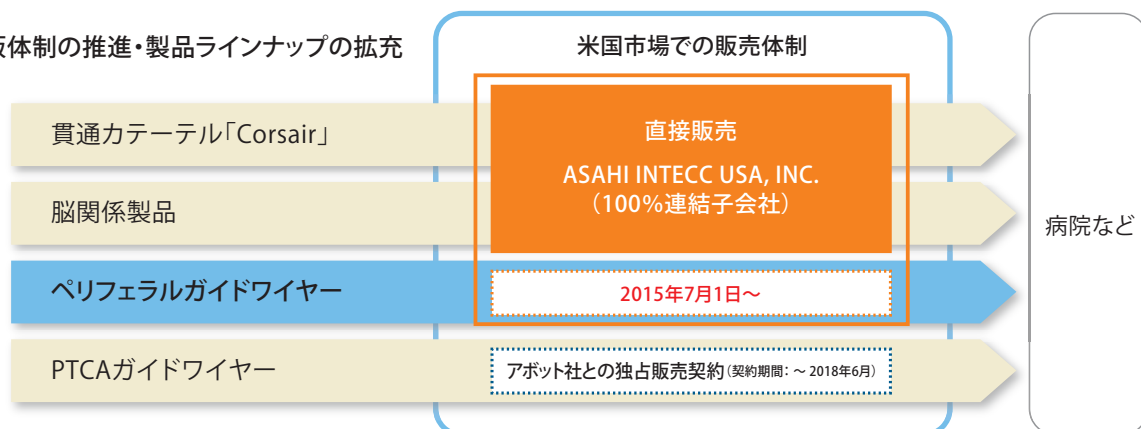 体制の推進・製品ラインナップの拡充
米国市場での販売体制
貫通カテーテル「Corsair」
直接販売
ASAHI INTECC USA, INC.
（100％連結子会社）
脳関係製品
病院など
ペリフェラルガイドワイヤー
2015年7月1日～
PTCAガイドワイヤー
アボット社との独占販売契約（契約期間：～2018年6月）